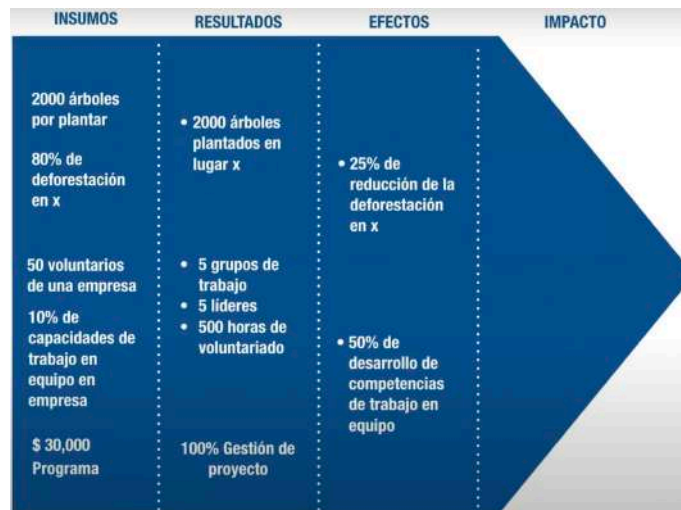 INSUMOS
RESULTADOS
EFECTOS
IMPACTO
2000 árboles
por plantar
80% de
deforestación
en x
50 voluntarios
de una empresa
10% de
capacidades de
trabajo en
equipo en
empresa
$ 30,000
Programa
• 2000 árboles
plantados en
lugar x
• 5 grupos de
trabajo
• 5 líderes
• 500 horas de
voluntariado
100% Gestión de
proyecto
• 25% de
reducción de la
deforestación
en x
• 50% de
desarrollo de
competencias
de trabajo en
equipo